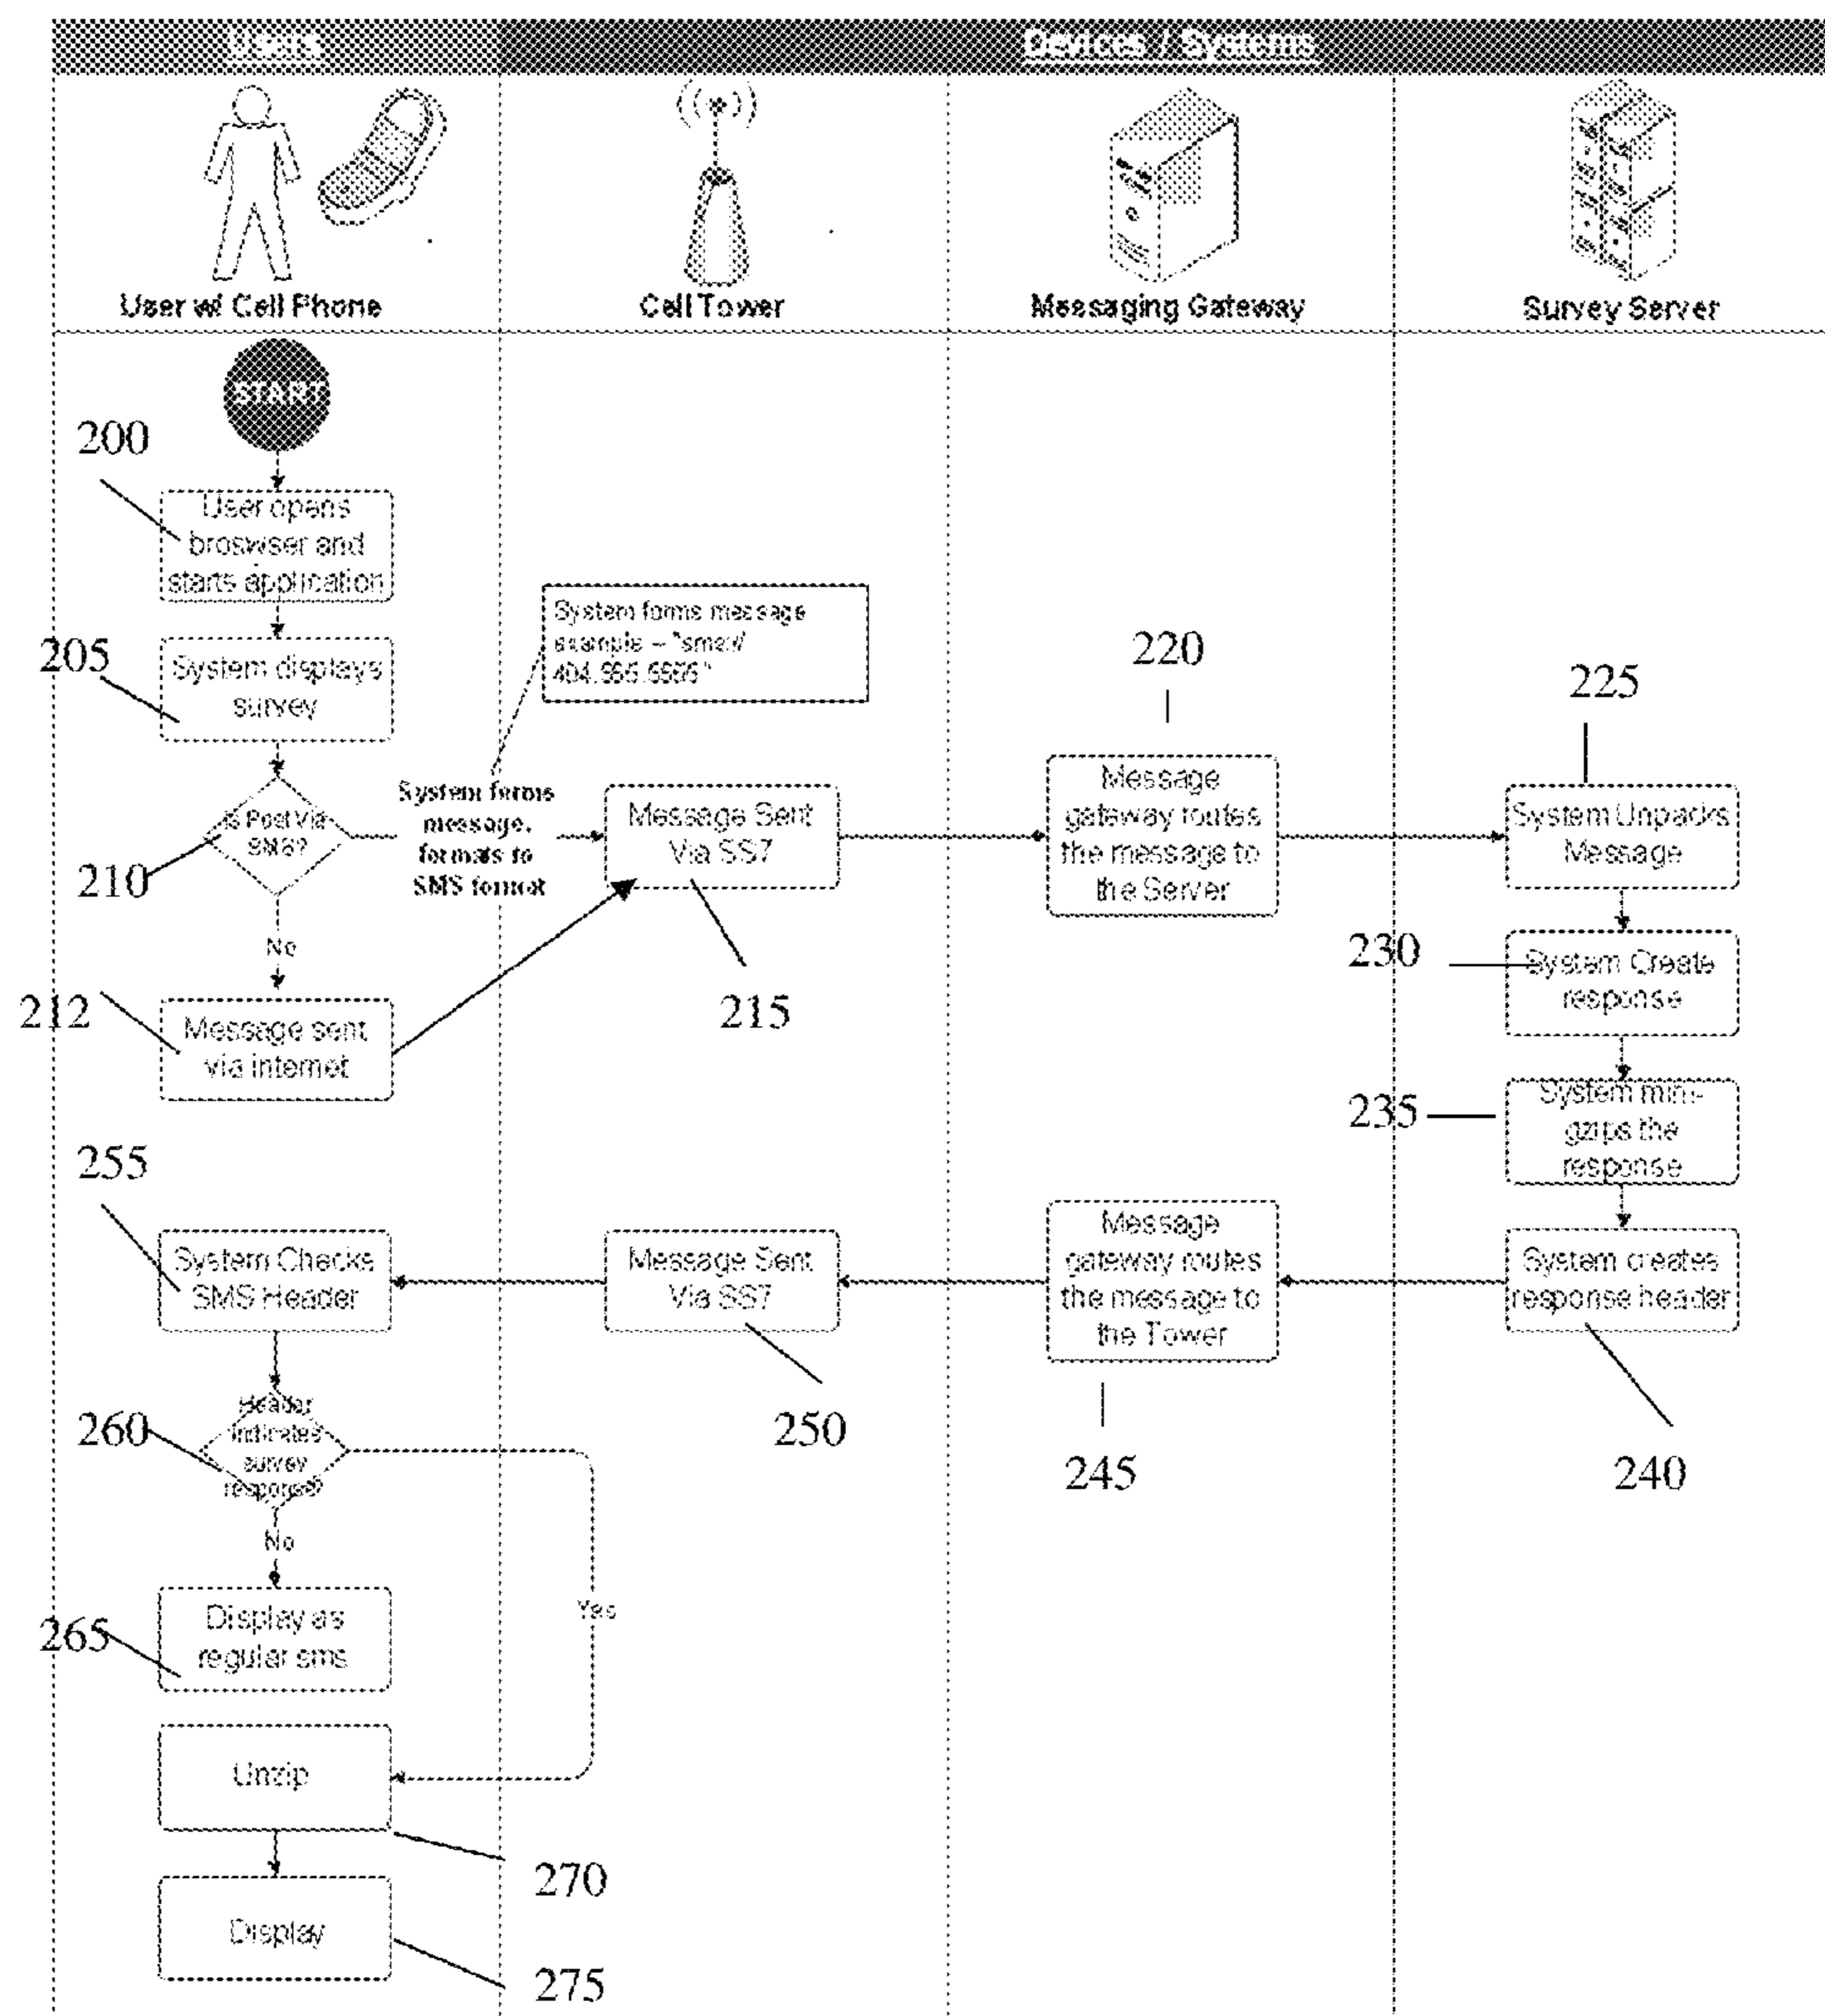 Users
Devices / Systems
User w/ Cell Phone
Cell Tower
Messaging Gateway
Survey Server
START
200
User opens
broswser and
starts application
205
System displays
survey
System forms message
220
225
210
Is Post Via
SMS?
System forms
message,
formats to
SMS format
Message Sent
Via SS7
215
Message
gateway routes
the message to
the Server
System Unpacks
Message
No
212
Message sent
via internet
230
System Create
response
235
System mini-
gzips the
response
255
System Checks
SMS Header
Message Sent
Via SS7
250
Message
gateway routes
the message to
the Tower
245
System creates
response header
240
260
Header
indicates
survey
response?
No
Yes
265
Display as
regular sms
Unzip
270
Display
275